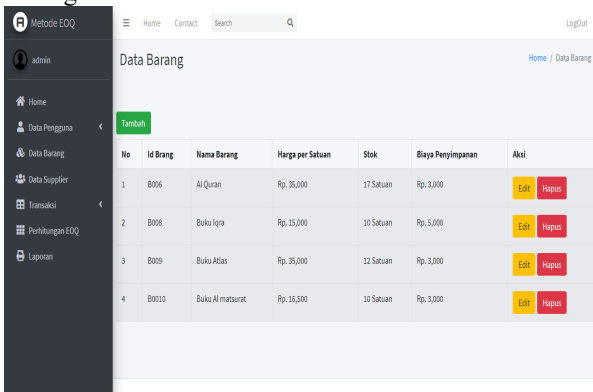 Metode EOQ
Home Contact Search LogOut
admin
Data Barang
Home / Data Barang
Home
Data Pengguna
Data Barang
Data Supplier
Transaksi
Perhitungan EOQ
Laporan
Tambah
No Id Brang Nama Barang Harga per Satuan Stok Biaya Penyimpanan Aksi
1 B006 Al Quran Rp. 35,000 17 Satuan Rp. 3,000 Edit Hapus
2 B008 Buku Iqra Rp. 15,000 10 Satuan Rp. 5,000 Edit Hapus
3 B009 Buku Atlas Rp. 35,000 12 Satuan Rp. 3,000 Edit Hapus
4 B0010 Buku Al matsurat Rp. 16,500 10 Satuan Rp. 3,000 Edit Hapus